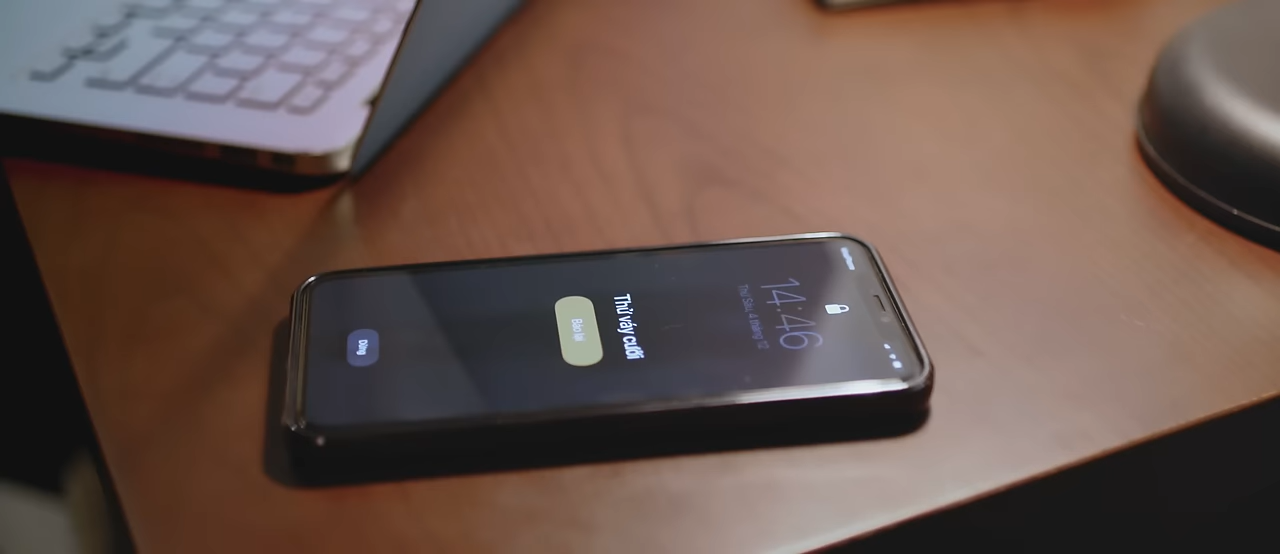 14:46
Thứ Sáu, 4 tháng 12
Thử váy cưới
Báo lại
Dừng